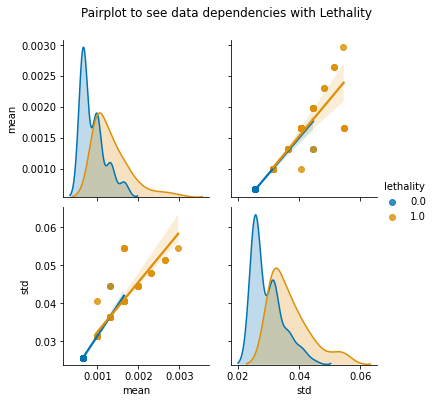 Pairplot to see data dependencies with Lethality
0.0030
0.0025
0.0020
0.0015
0.0010
mean
lethality
0.0
1.0
0.06
0.05
0.04
0.03
std
0.001 0.002 0.003
mean
0.02 0.04 0.06
std